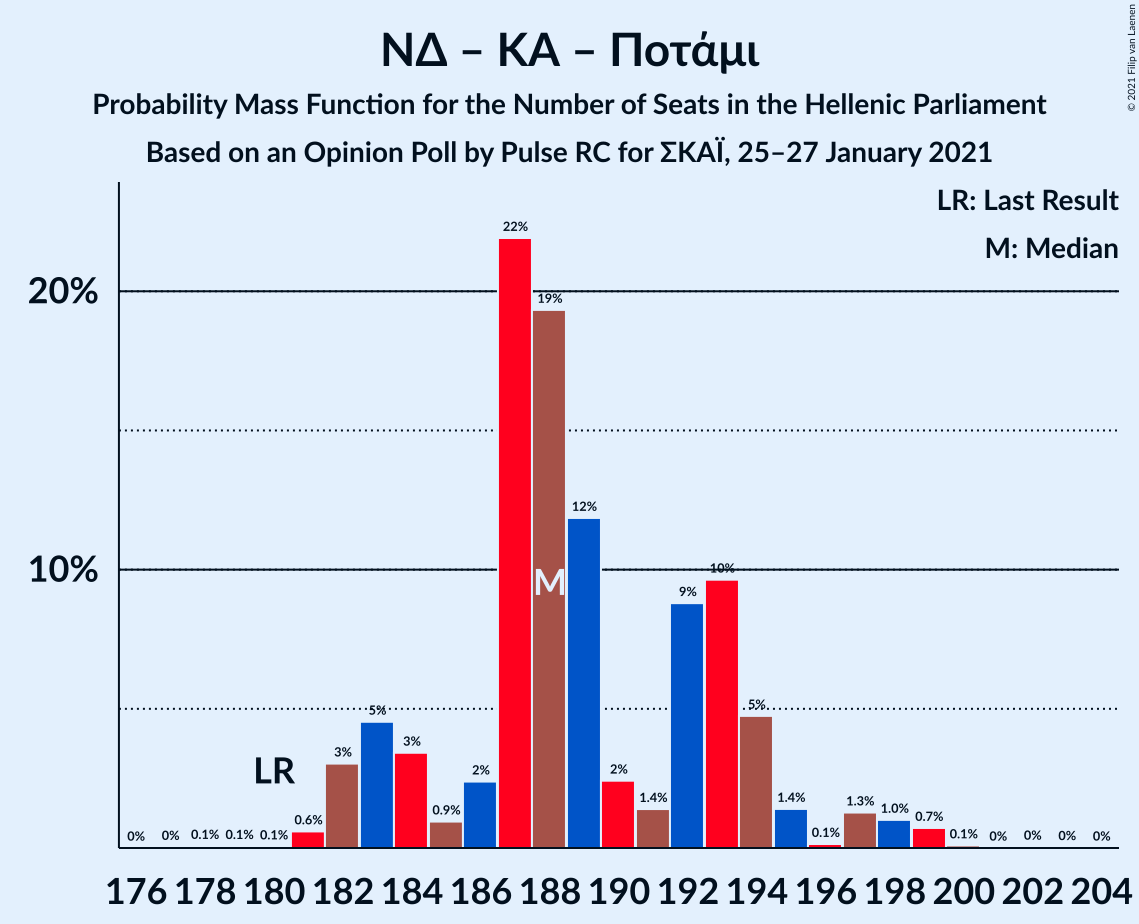 ΝΔ – ΚΑ – Ποτάμι
Probability Mass Function for the Number of Seats in the Hellenic Parliament
Based on an Opinion Poll by Pulse RC for ΣΚΑΪ, 25–27 January 2021
© 2021 Filip van Laenen
LR: Last Result
M: Median
20%
10%
LR
M
0% 0% 0.1% 0.1% 0.1% 0.6% 3% 5% 3% 0.9% 2% 22% 19% 12% 2% 1.4% 9% 10% 5% 1.4% 0.1% 1.3% 1.0% 0.7% 0.1% 0% 0% 0% 0%
176 178 180 182 184 186 188 190 192 194 196 198 200 202 204